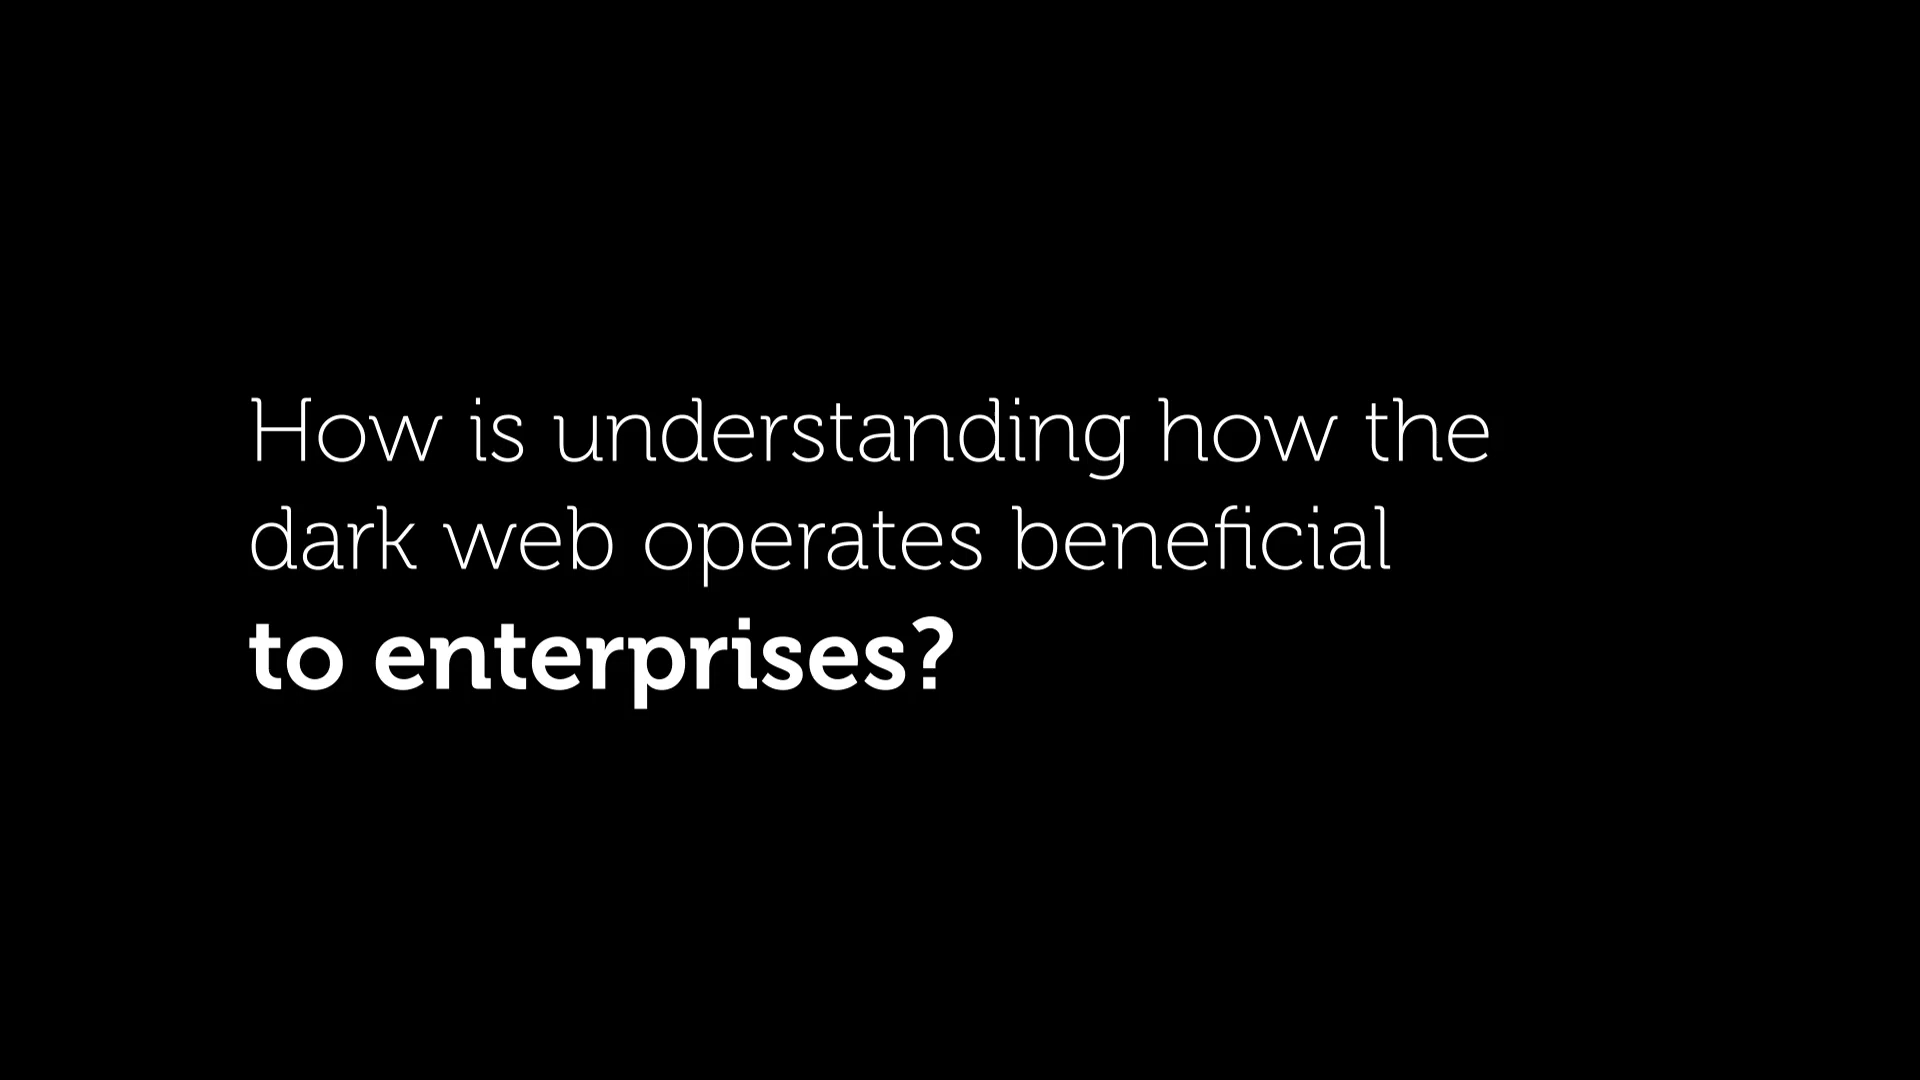 How is understanding how the
dark web operates beneficial
to enterprises?